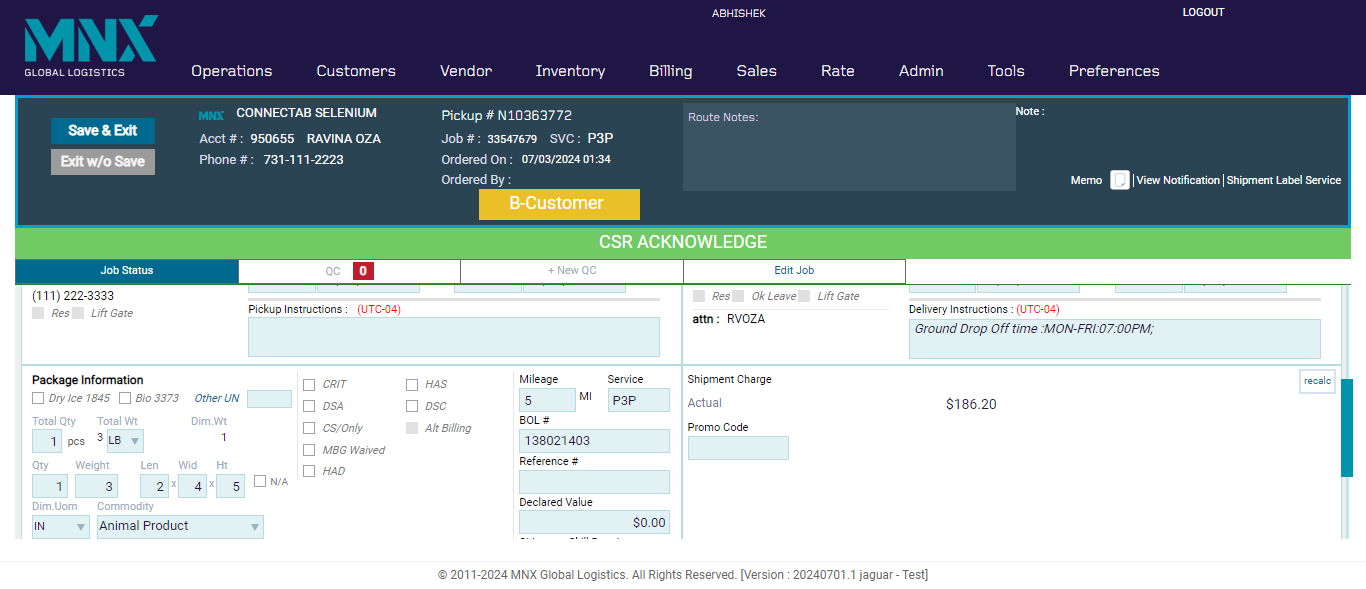 ABHISHEK
LOGOUT
MNX
GLOBAL LOGISTICS
Operations Customers Vendor Inventory Billing Sales Rate Admin Tools Preferences
Save & Exit
Exit w/o Save
MNX CONNECTAB SELENIUM
Acct # : 950655 RAVINA OZA
Phone # : 731-111-2223
Pickup # N10363772
Job # : 33547679 SVC : P3P
Ordered On : 07/03/2024 01:34
Ordered By :
B-Customer
Route Notes:
Note :
Memo |View Notification|Shipment Label Service
CSR ACKNOWLEDGE
Job Status
QC 0
+ New QC
Edit Job
(111) 222-3333
Res Lift Gate
Pickup Instructions : (UTC-04)
Res Ok Leave Lift Gate
attn : RVOZA
Delivery Instructions : (UTC-04)
Ground Drop Off time :MON-FRI:07:00PM;
Package Information
Dry Ice 1845 Bio 3373 Other UN
Total Qty Total Wt Dim.Wt
1 pcs 3 LB 1
Qty Weight Len Wid Ht
1 3 2 x 4 x 5 N/A
Dim.Uom Commodity
IN Animal Product
CRIT HAS
DSA DSC
CS/Only Alt Billing
MBG Waived
HAD
Mileage Service
5 MI P3P
BOL #
138021403
Reference #
Declared Value
$0.00
Shipment Charge
recalc
Actual $186.20
Promo Code
© 2011-2024 MNX Global Logistics. All Rights Reserved. [Version : 20240701.1 jaguar - Test]